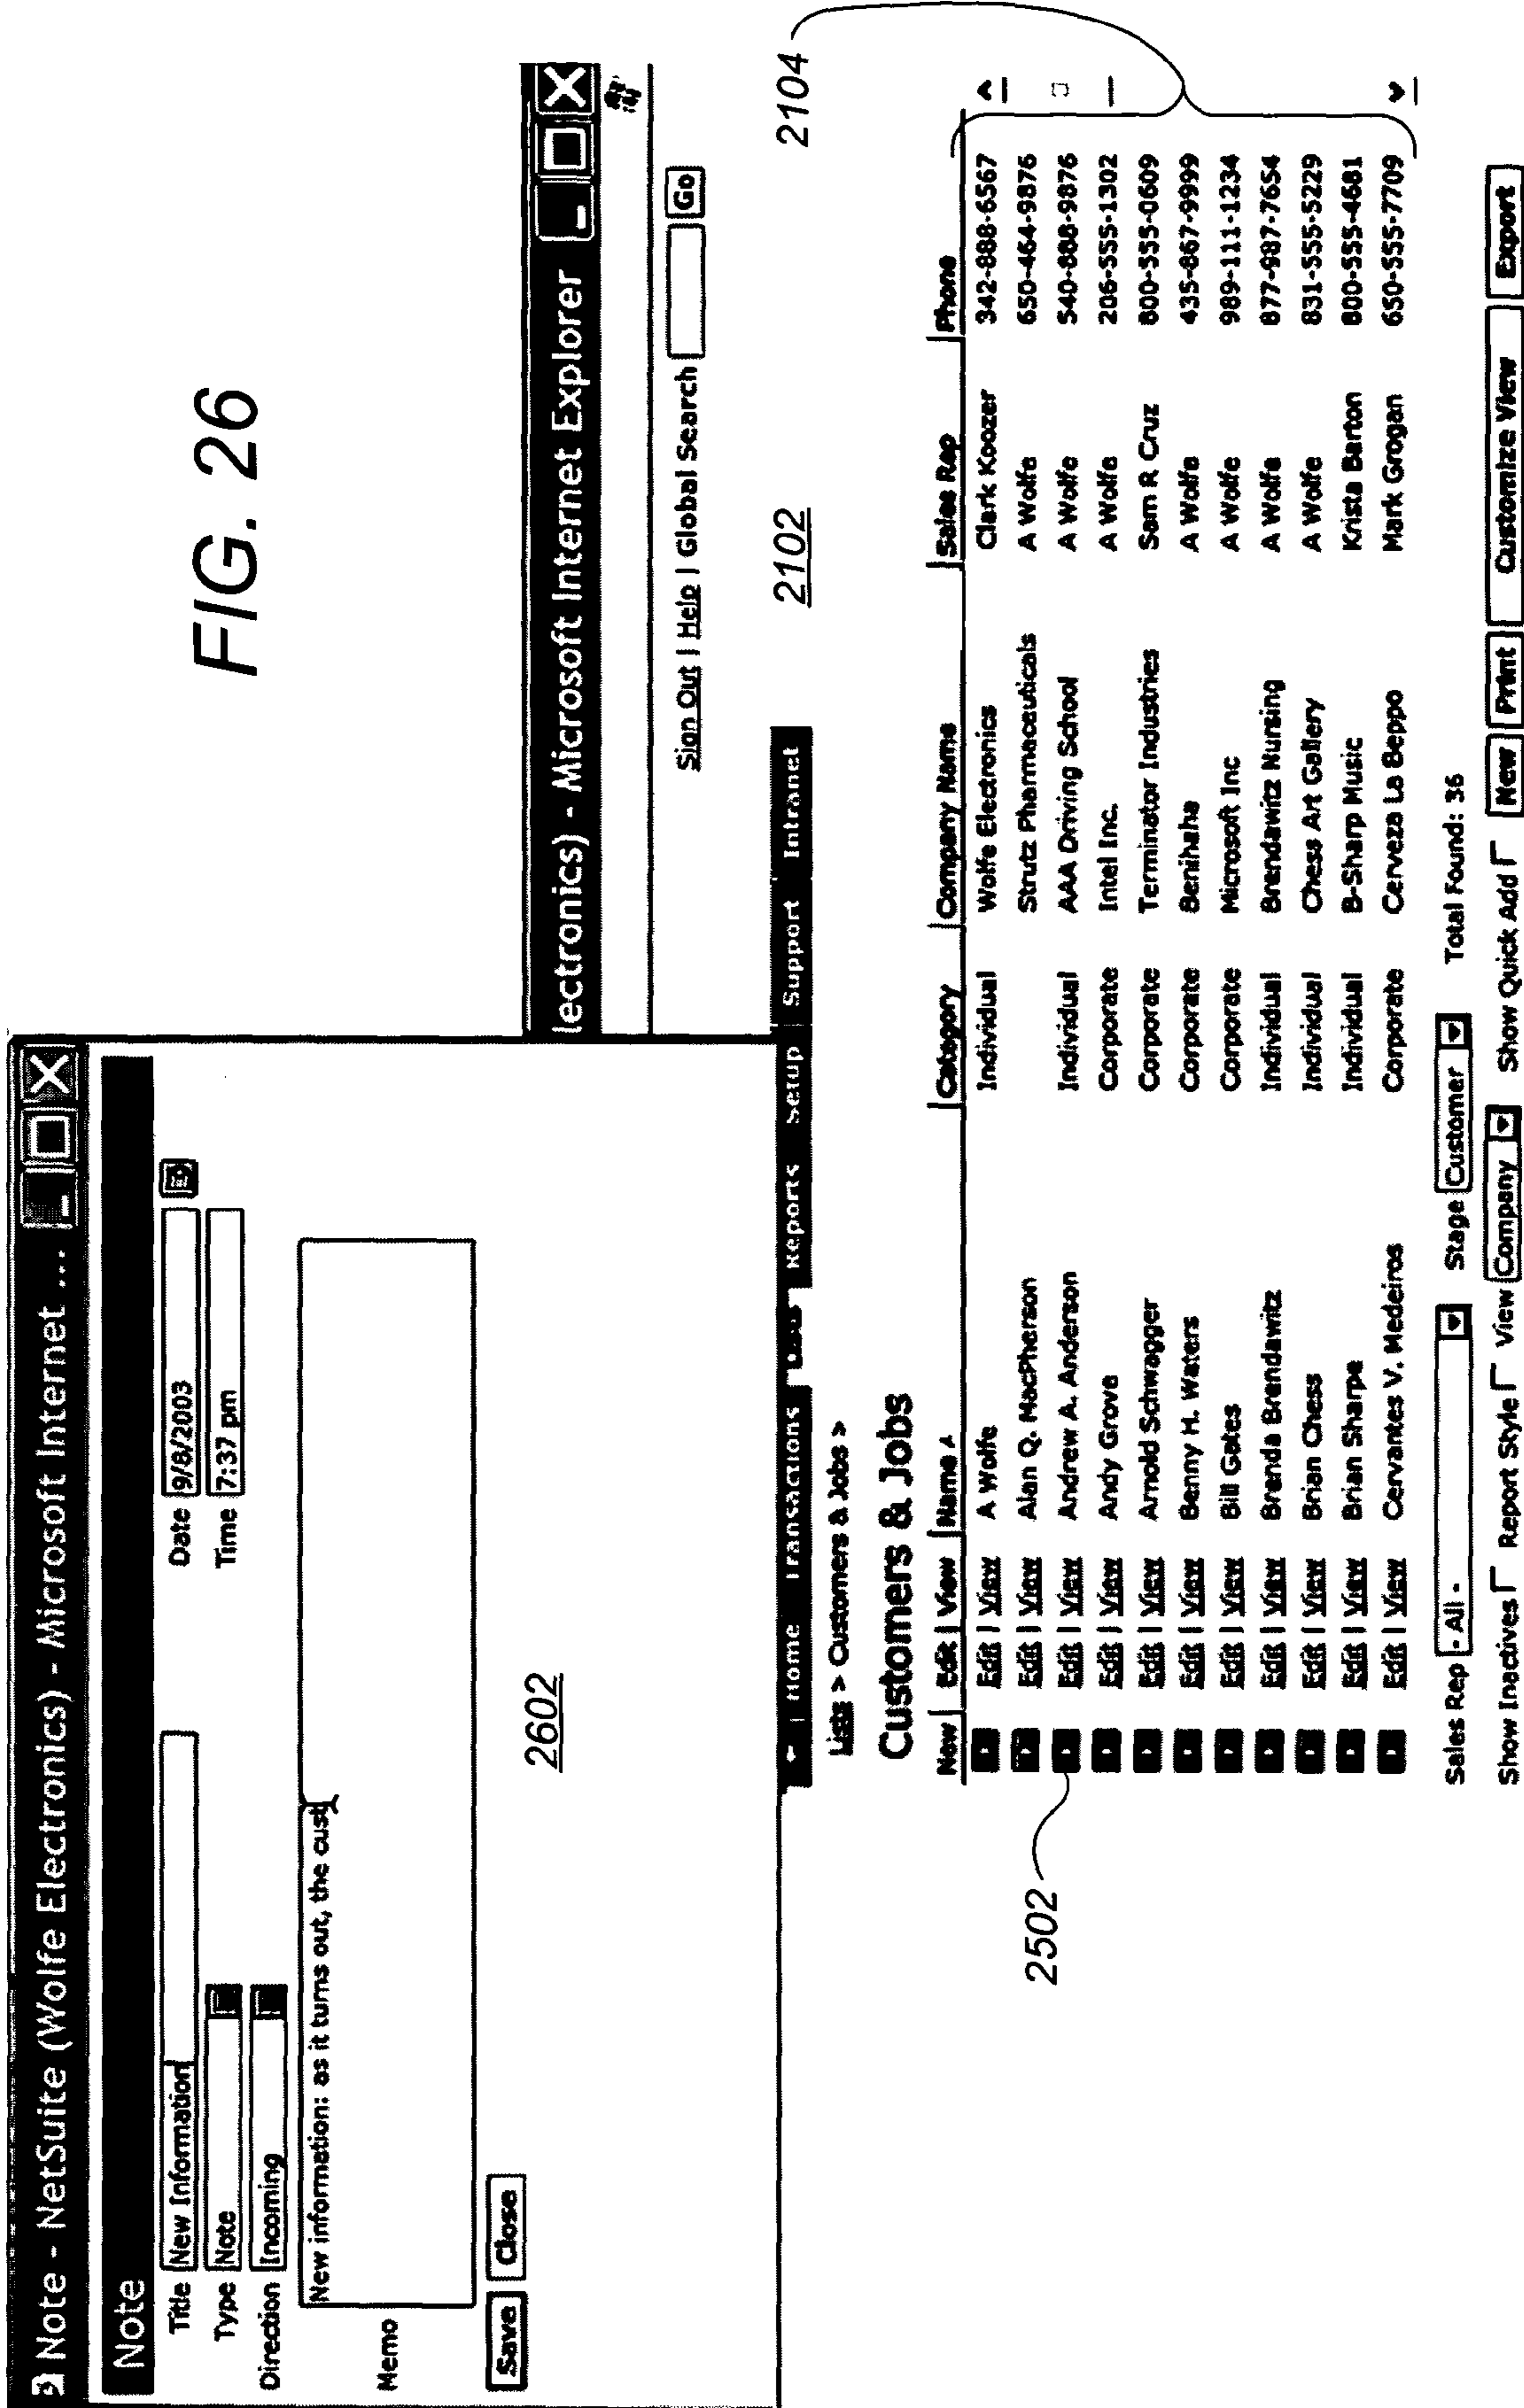 FIG. 26
Note - NetSuite (Wolfe Electronics) - Microsoft Internet ...
Note
Title New Information Date 9/8/2003
Type Note Time 7:37 pm
Direction Incoming
Memo New information: as it turns out, the cust
Save Close
2602
lectronics) - Microsoft Internet Explorer
Sign Out | Help | Global Search Go
Home Transactions Lists Reports Setup Support Intranet
2102
2104
Lists > Customers & Jobs >
Customers & Jobs
New Edit | View Name Category Company Name Sales Rep Phone
Edit | View A Wolfe Individual Wolfe Electronics Clark Koozer 342-888-6567
Edit | View Alan Q. MacPherson Strutz Pharmaceuticals A Wolfe 650-464-9876
Edit | View Andrew A. Anderson Individual AAA Driving School A Wolfe 540-888-9876
Edit | View Andy Grove Corporate Intel Inc. A Wolfe 206-555-1302
Edit | View Arnold Schwagger Corporate Terminator Industries Sam R Cruz 800-555-0609
Edit | View Benny H. Waters Corporate Benihaha A Wolfe 435-867-9999
Edit | View Bill Gates Corporate Microsoft Inc A Wolfe 989-111-1234
Edit | View Brenda Brendawitz Individual Brendawitz Nursing A Wolfe 877-987-7654
Edit | View Brian Chess Individual Chess Art Gallery A Wolfe 831-555-5229
Edit | View Brian Sharpe Individual B-Sharp Music Krista Barton 800-555-4681
Edit | View Cervantes V. Medeiros Corporate Cerveza La Beppo Mark Grogan 650-555-7709
2502
Sales Rep - All - Stage Customer Total Found: 36
Show Inactives Report Style View Company Show Quick Add New Print Customize View Export